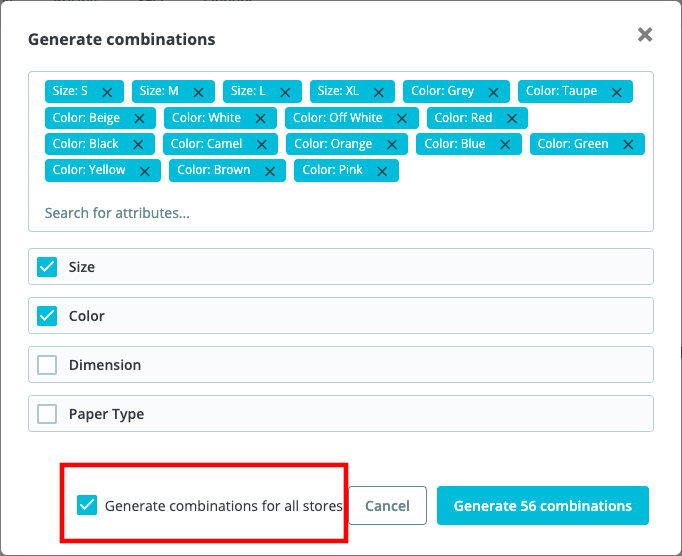 Generate combinations
Size: S Size: M Size: L Size: XL Color: Grey Color: Taupe
Color: Beige Color: White Color: Off White Color: Red
Color: Black Color: Camel Color: Orange Color: Blue Color: Green
Color: Yellow Color: Brown Color: Pink
Search for attributes...
Size
Color
Dimension
Paper Type
Generate combinations for all stores Cancel Generate 56 combinations